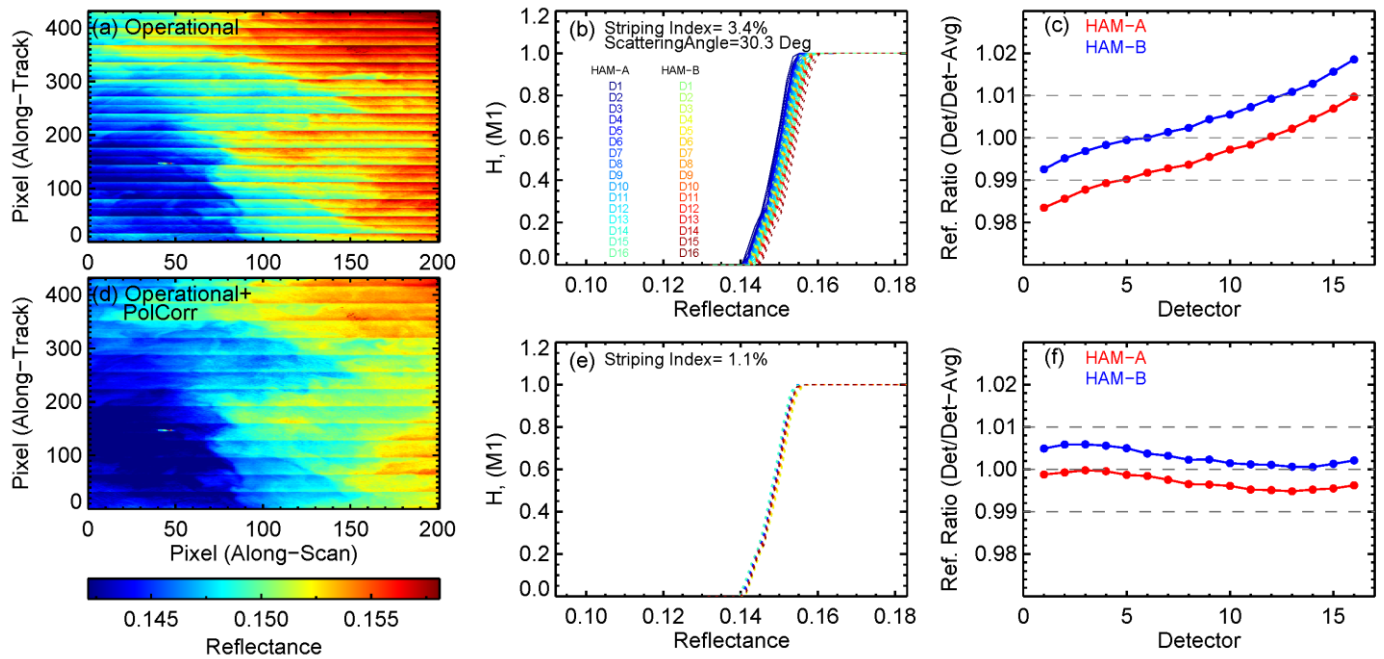 (a) Operational
Pixel (Along−Track)
400
300
200
100
0
0 50 100 150 200
(b) Striping Index= 3.4%
ScatteringAngle=30.3 Deg
HAM−A HAM−B
D1 D1
D2 D2
D3 D3
D4 D4
D5 D5
D6 D6
D7 D7
D8 D8
D9 D9
D10 D10
D11 D11
D12 D12
D13 D13
D14 D14
D15 D15
D16 D16
H, (M1)
1.2
1.0
0.8
0.6
0.4
0.2
0.0
0.10 0.12 0.14 0.16 0.18
Reflectance
(c) HAM−A
HAM−B
Ref. Ratio (Det/Det−Avg)
1.02
1.01
1.00
0.99
0.98
0 5 10 15
Detector
(d) Operational+
PolCorr
Pixel (Along−Track)
400
300
200
100
0
0 50 100 150 200
Pixel (Along−Scan)
0.145 0.150 0.155
Reflectance
(e) Striping Index= 1.1%
H, (M1)
1.2
1.0
0.8
0.6
0.4
0.2
0.0
0.10 0.12 0.14 0.16 0.18
Reflectance
(f) HAM−A
HAM−B
Ref. Ratio (Det/Det−Avg)
1.02
1.01
1.00
0.99
0.98
0 5 10 15
Detector